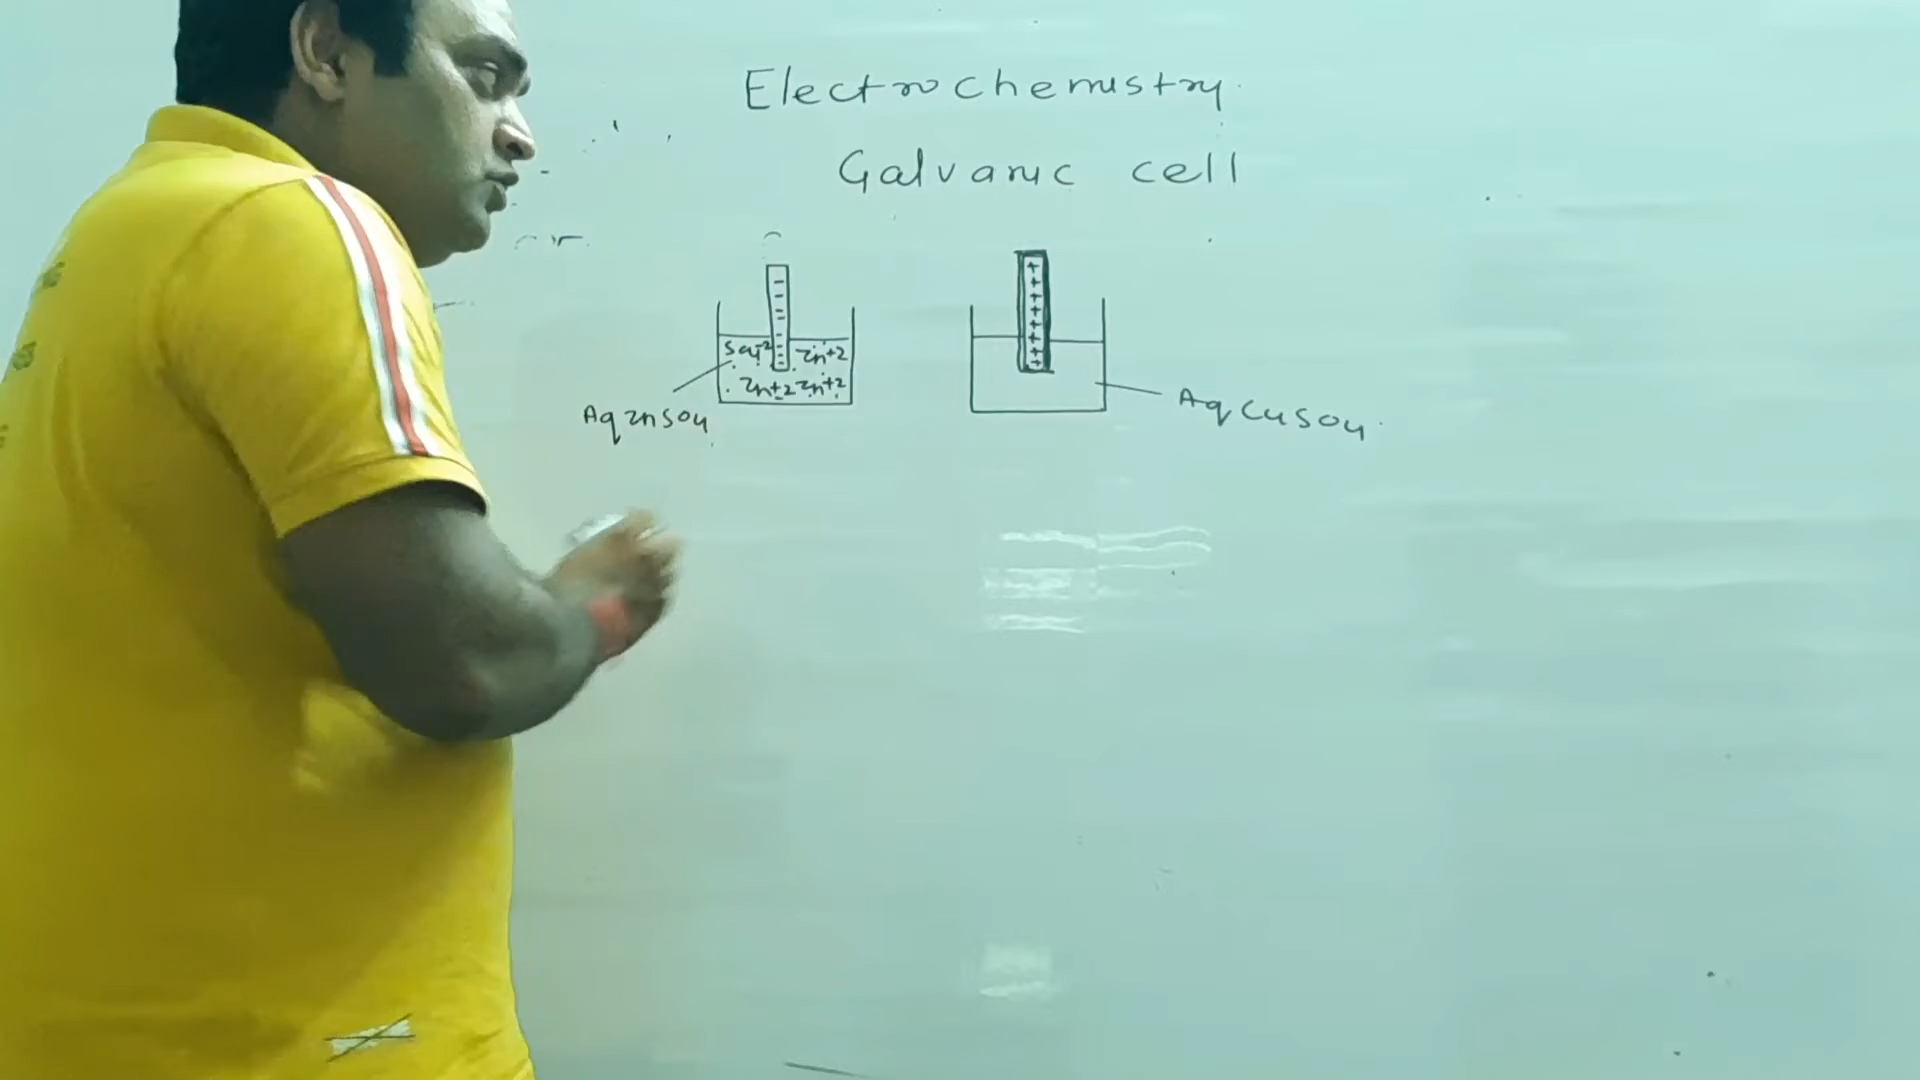 Electrochemistry
Galvanic cell
SO4-2 Zn+2
Zn+2 Zn+2
Aq ZnSO4
Aq CuSO4